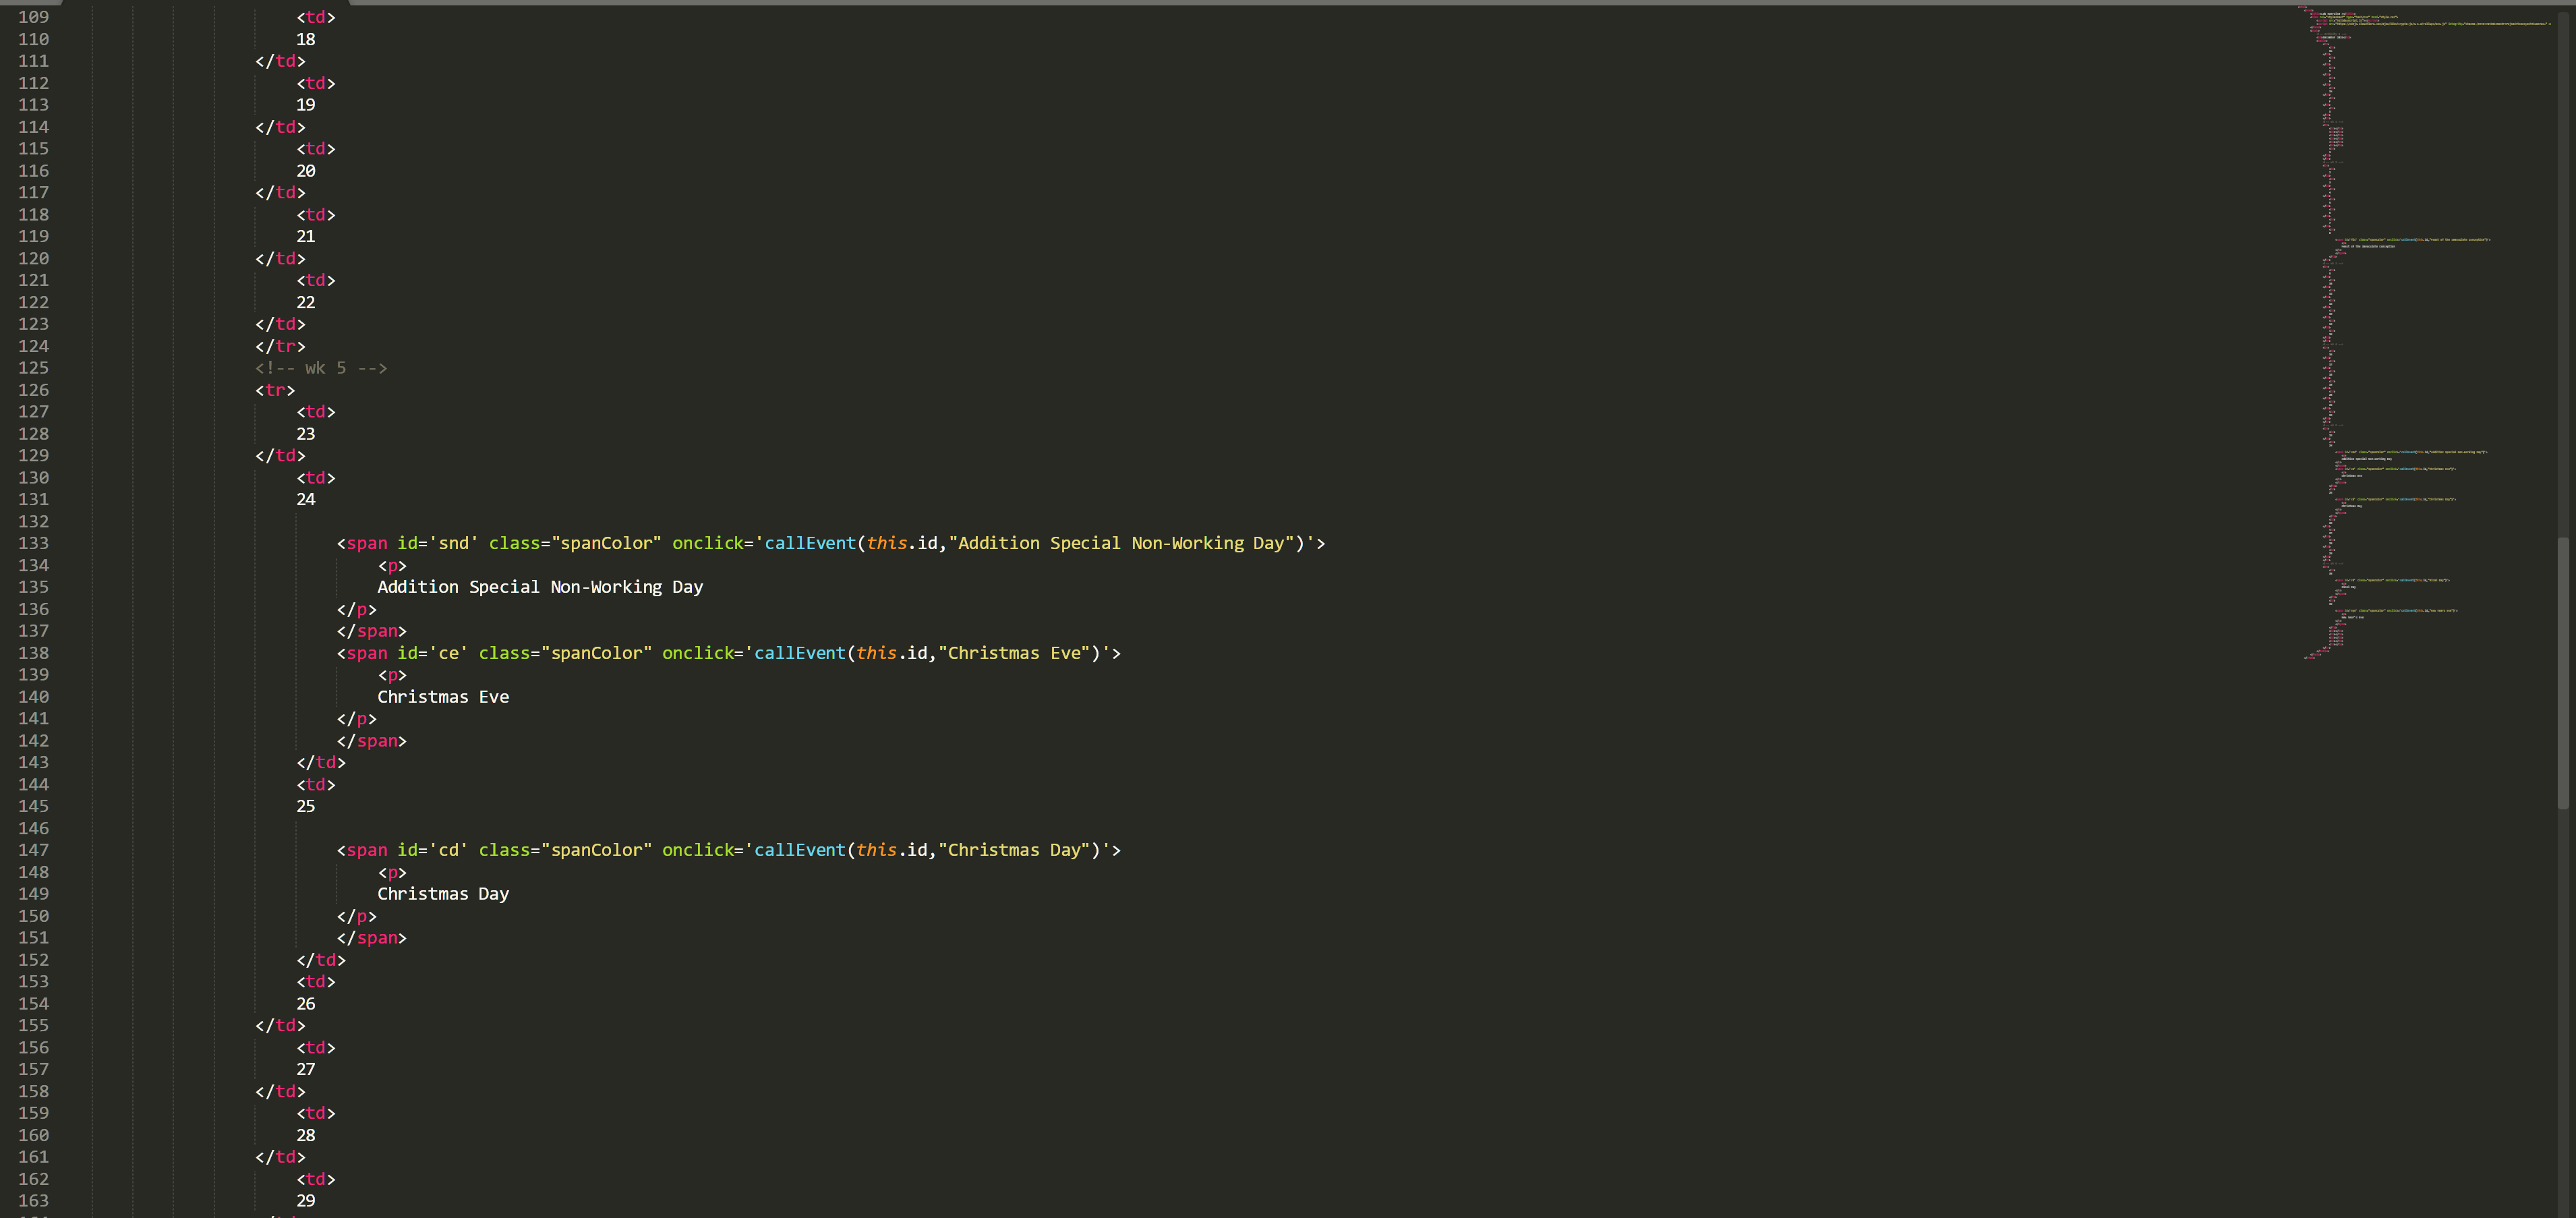 109 <td>
110 18
111 </td>
112 <td>
113 19
114 </td>
115 <td>
116 20
117 </td>
118 <td>
119 21
120 </td>
121 <td>
122 22
123 </td>
124 </tr>
125 <!-- wk 5 -->
126 <tr>
127 <td>
128 23
129 </td>
130 <td>
131 24
132
133 <span id='snd' class="spanColor" onclick='callEvent(this.id,"Addition Special Non-Working Day")'>
134 <p>
135 Addition Special Non-Working Day
136 </p>
137 </span>
138 <span id='ce' class="spanColor" onclick='callEvent(this.id,"Christmas Eve")'>
139 <p>
140 Christmas Eve
141 </p>
142 </span>
143 </td>
144 <td>
145 25
146
147 <span id='cd' class="spanColor" onclick='callEvent(this.id,"Christmas Day")'>
148 <p>
149 Christmas Day
150 </p>
151 </span>
152 </td>
153 <td>
154 26
155 </td>
156 <td>
157 27
158 </td>
159 <td>
160 28
161 </td>
162 <td>
163 29